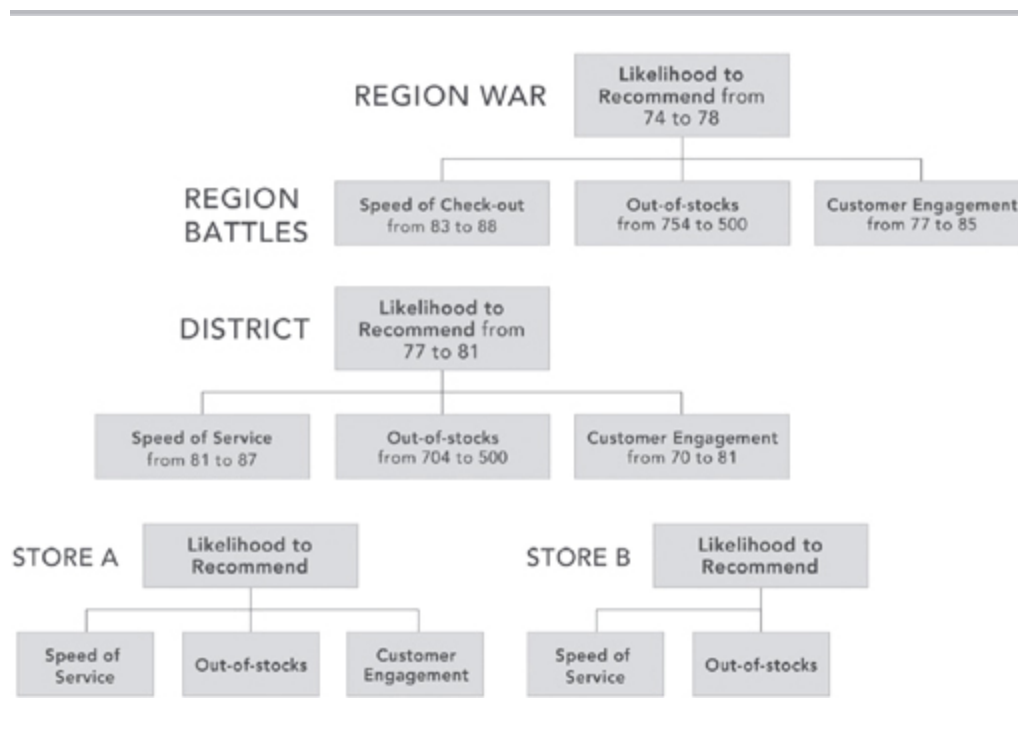 REGION WAR
Likelihood to
Recommend from
74 to 78
REGION
BATTLES
Speed of Check-out
from 83 to 88
Out-of-stocks
from 754 to 500
Customer Engagement
from 77 to 85
DISTRICT
Likelihood to
Recommend from
77 to 81
Speed of Service
from 81 to 87
Out-of-stocks
from 704 to 500
Customer Engagement
from 70 to 81
STORE A
Likelihood to
Recommend
Speed of
Service
Out-of-stocks
Customer
Engagement
STORE B
Likelihood to
Recommend
Speed of
Service
Out-of-stocks